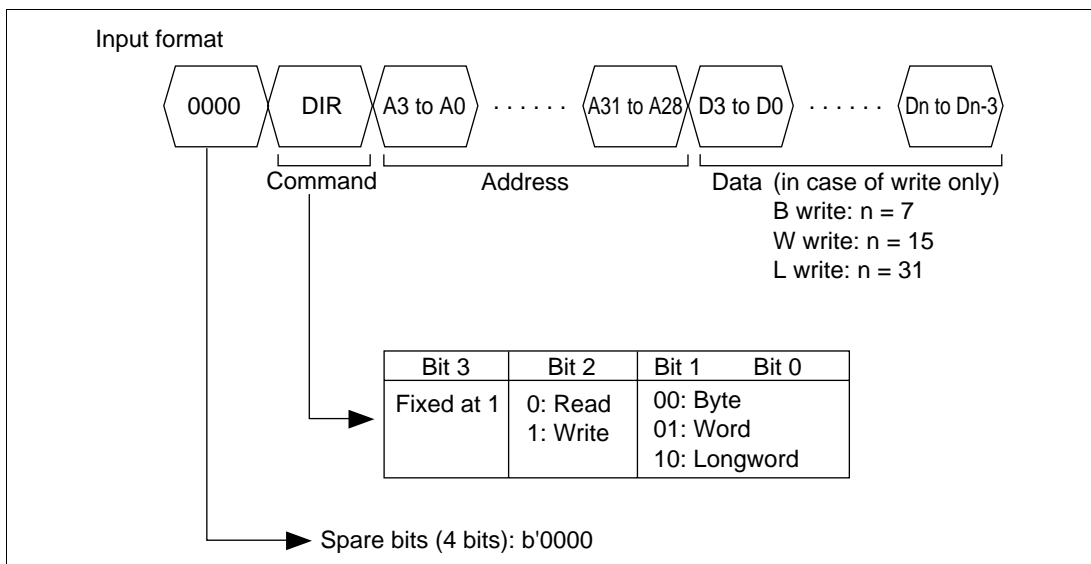 Input format
0000 DIR A3 to A0 ······ A31 to A28 D3 to D0 ······ Dn to Dn-3
Command Address Data (in case of write only)
B write: n = 7
W write: n = 15
L write: n = 31
Bit 3 Bit 2 Bit 1 Bit 0
Fixed at 1 0: Read 00: Byte
1: Write 01: Word
10: Longword
Spare bits (4 bits): b'0000